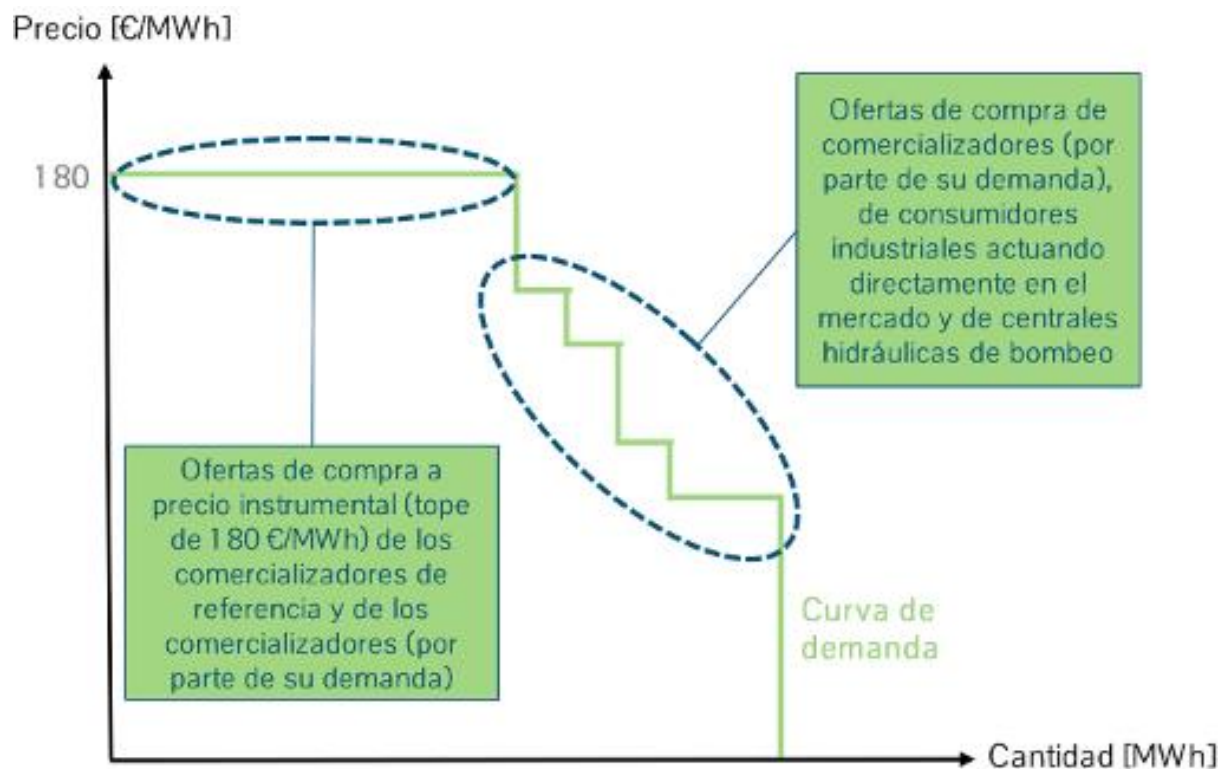 Precio [€/MWh]
180
Ofertas de compra de
comercializadores (por
parte de su demanda),
de consumidores
industriales actuando
directamente en el
mercado y de centrales
hidráulicas de bombeo
Ofertas de compra a
precio instrumental (tope
de 180 €/MWh) de los
comercializadores de
referencia y de los
comercializadores (por
parte de su demanda)
Curva de
demanda
Cantidad [MWh]